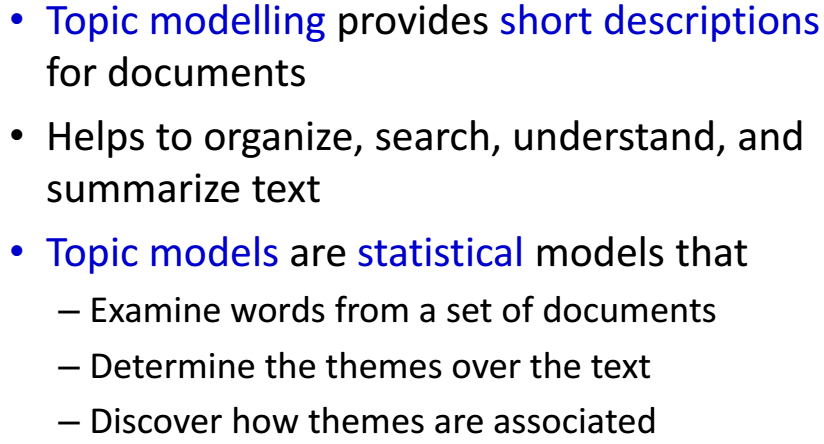 • Topic modelling provides short descriptions
for documents
• Helps to organize, search, understand, and
summarize text
• Topic models are statistical models that
– Examine words from a set of documents
– Determine the themes over the text
– Discover how themes are associated